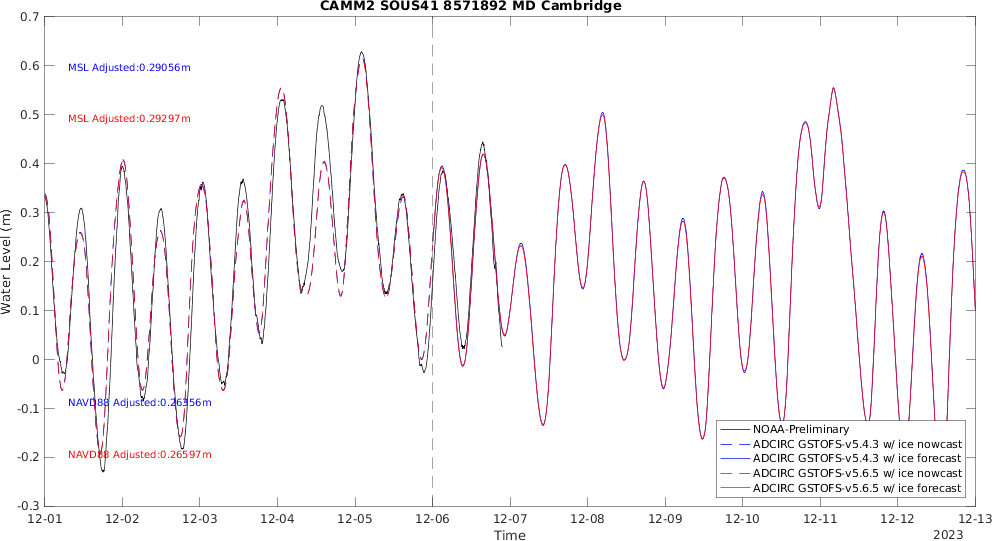 CAMM2 SOUS41 8571892 MD Cambridge
0.7
0.6
0.5
0.4
0.3
0.2
0.1
0
-0.1
-0.2
-0.3
Water Level (m)
MSL Adjusted:0.29056m
MSL Adjusted:0.29297m
NAVD88 Adjusted:0.26356m
NAVD88 Adjusted:0.26597m
NOAA-Preliminary
ADCIRC GSTOFS-v5.4.3 w/ ice nowcast
ADCIRC GSTOFS-v5.4.3 w/ ice forecast
ADCIRC GSTOFS-v5.6.5 w/ ice nowcast
ADCIRC GSTOFS-v5.6.5 w/ ice forecast
12-01 12-02 12-03 12-04 12-05 12-06 12-07 12-08 12-09 12-10 12-11 12-12 12-13
Time
2023